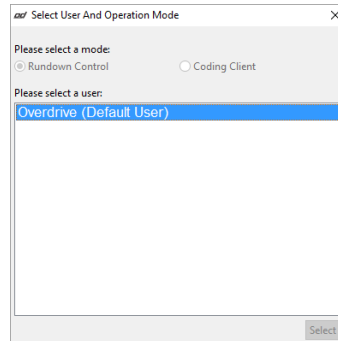 od Select User And Operation Mode
Please select a mode:
Rundown Control Coding Client
Please select a user:
Overdrive (Default User)
Select